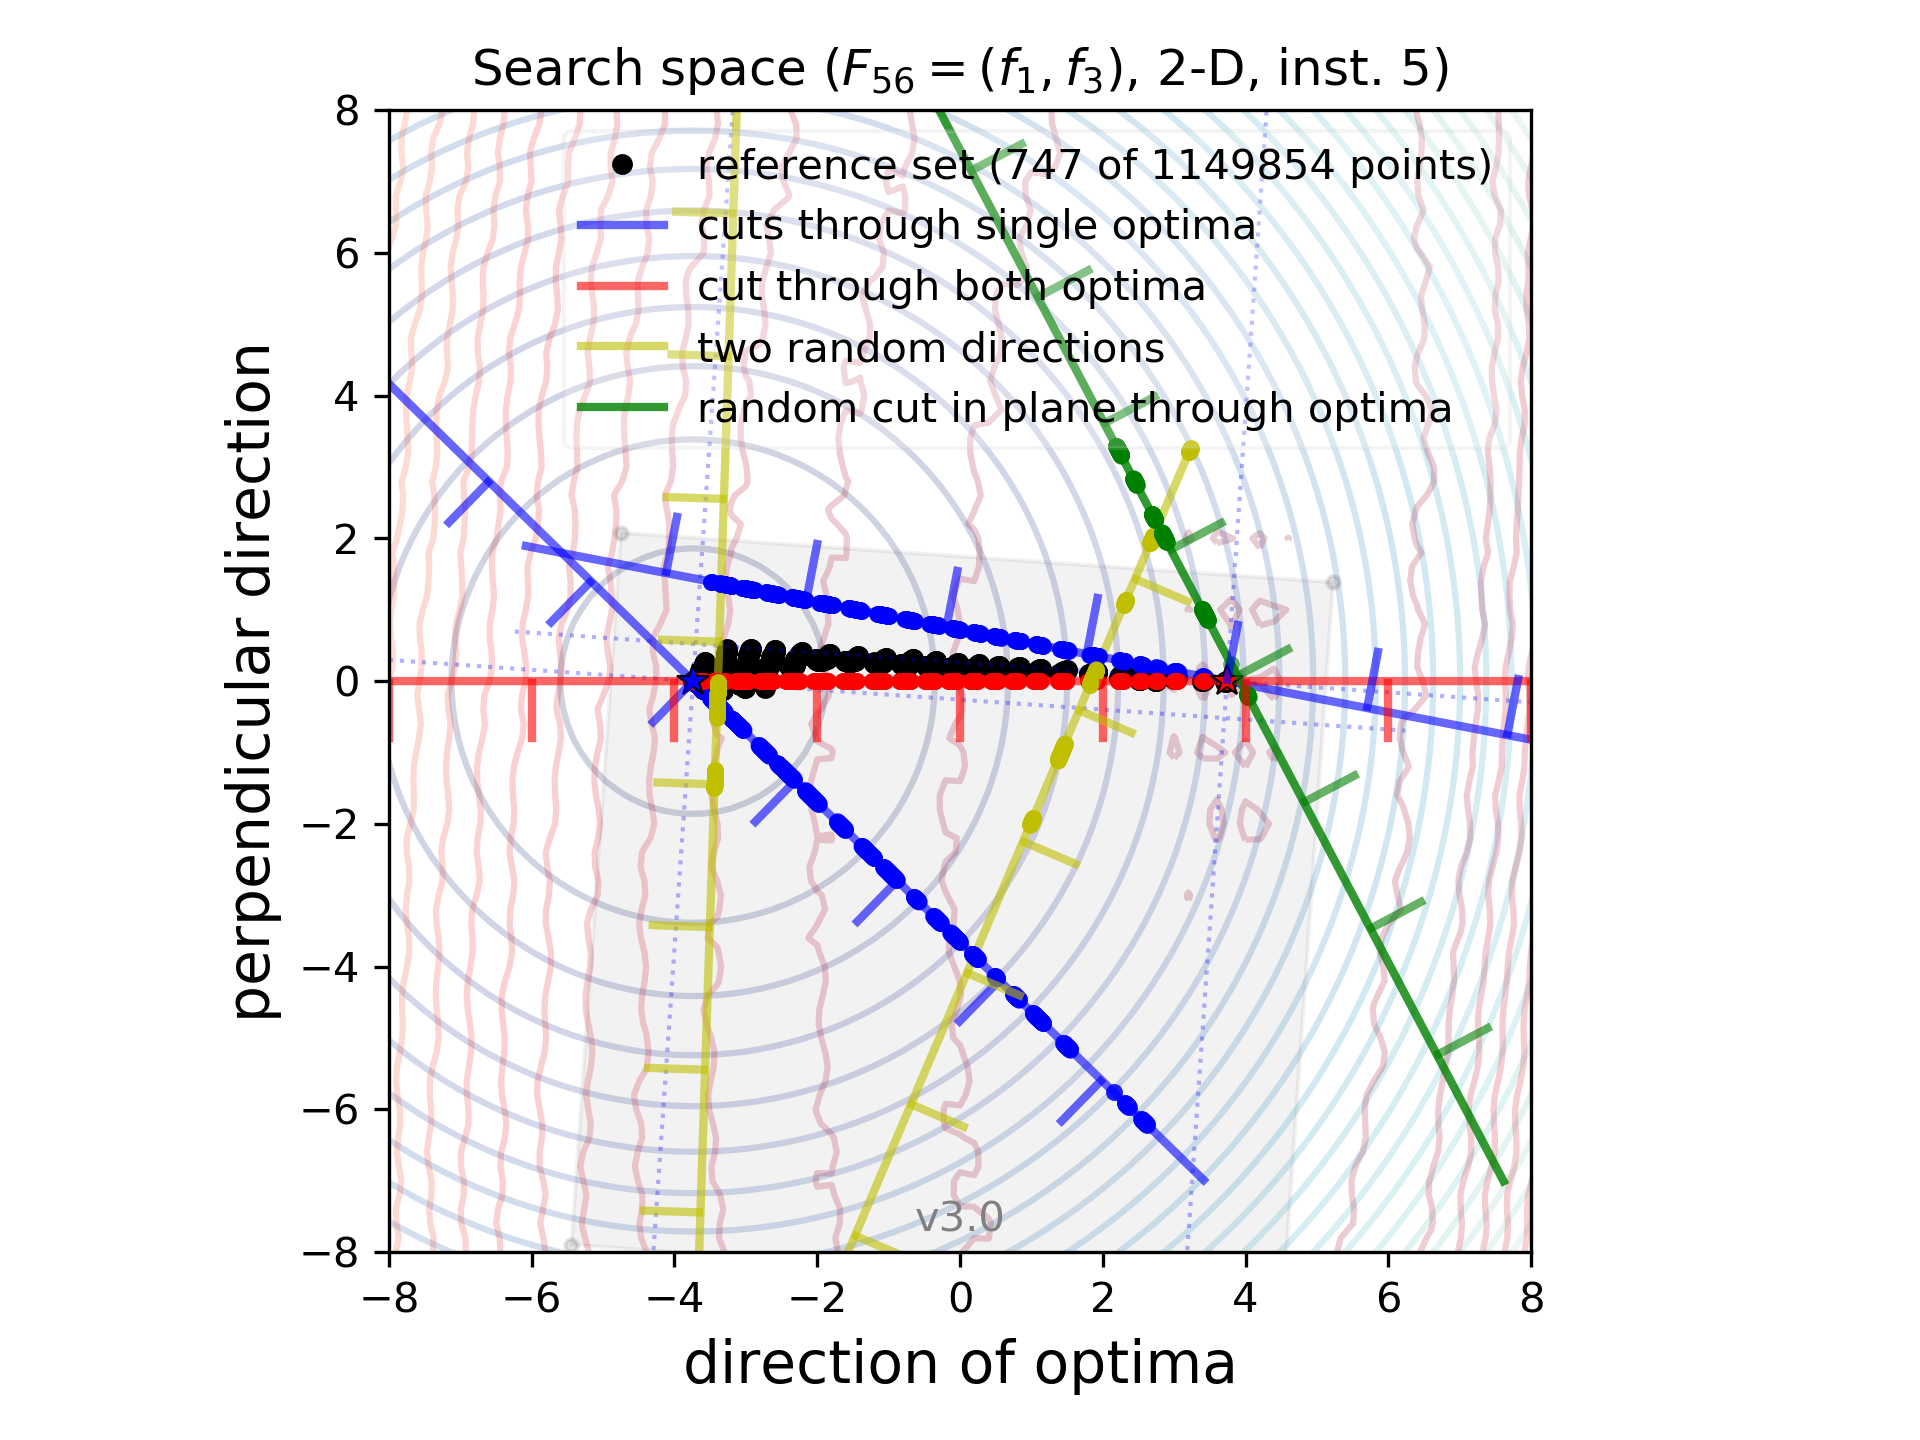 Search space (F₅₆ = (f₁, f₃), 2-D, inst. 5)
reference set (747 of 1149854 points)
cuts through single optima
cut through both optima
two random directions
random cut in plane through optima
perpendicular direction
8
6
4
2
0
−2
−4
−6
−8
v3.0
−8 −6 −4 −2 0 2 4 6 8
direction of optima